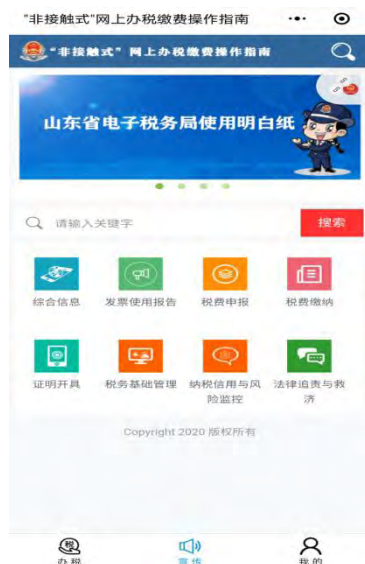 "非接触式"网上办税缴费操作指南
"非接触式" 网上办税缴费操作指南
山东省电子税务局使用明白纸
请输入关键字
搜索
综合信息
发票使用报告
税费申报
税费缴纳
证明开具
税务基础管理
纳税信用与风
险监控
法律追责与救
济
Copyright 2020 版权所有
税
办税
宣传
我的